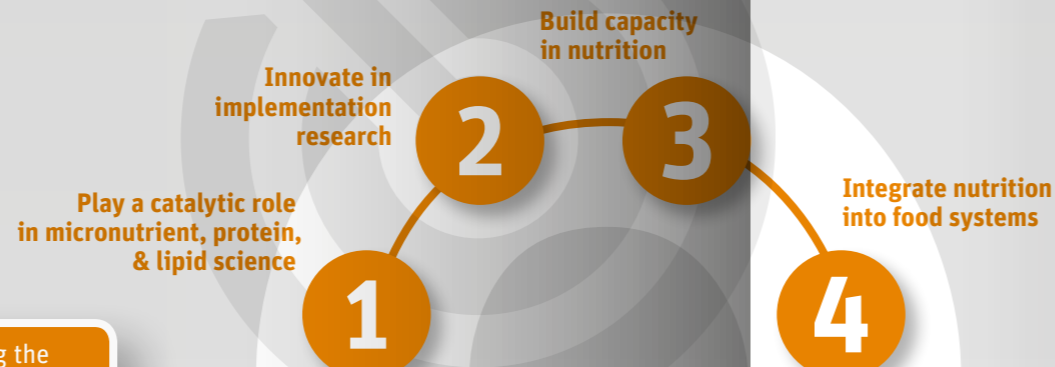 Build capacity
in nutrition
Innovate in
implementation
research
2
3
Integrate nutrition
into food systems
Play a catalytic role
in micronutrient, protein,
& lipid science
1
4
g the